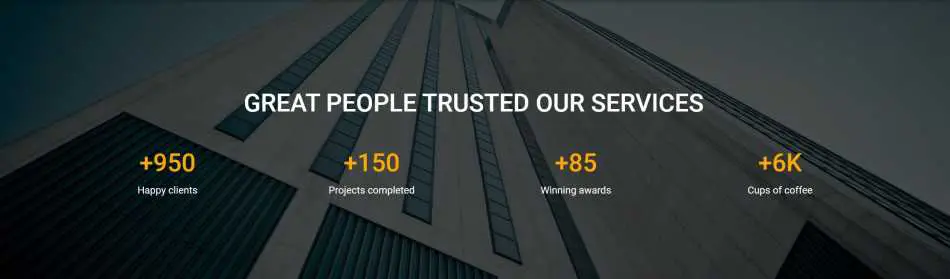 GREAT PEOPLE TRUSTED OUR SERVICES
+950
+150
+85
+6K
Happy clients
Projects completed
Winning awards
Cups of coffee